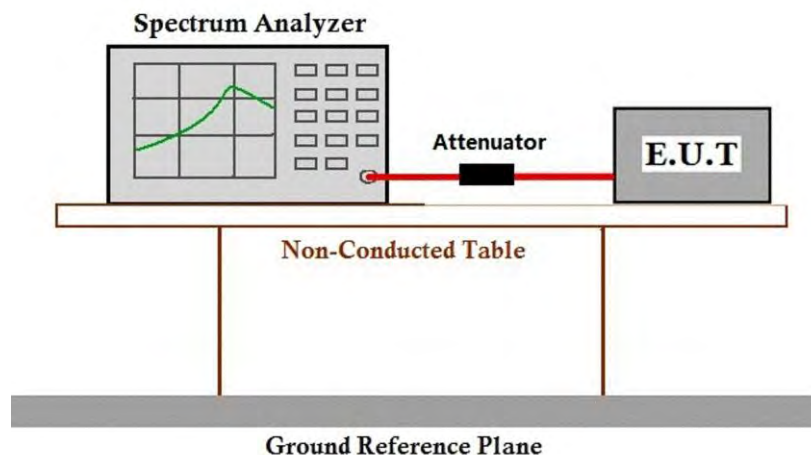 Spectrum Analyzer
Attenuator
E.U.T
Non-Conducted Table
Ground Reference Plane